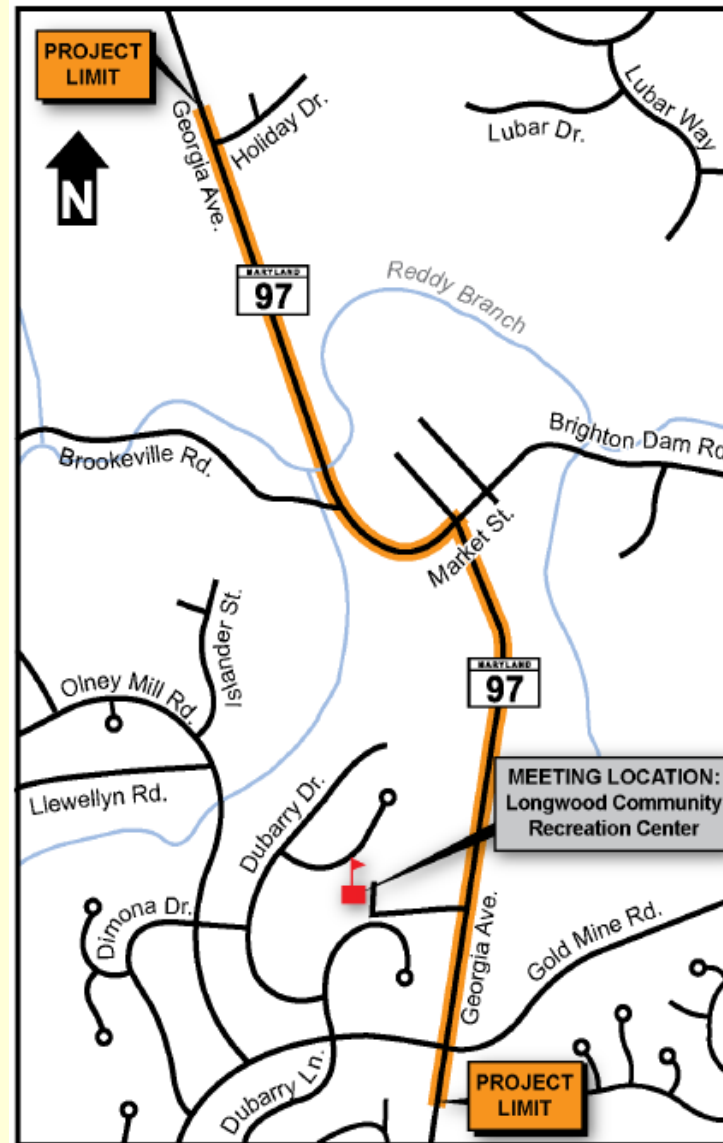 PROJECT
LIMIT
Georgia Ave.
Holiday Dr.
Lubar Way
Lubar Dr.
N
MARYLAND
97
Reddy Branch
Brookeville Rd.
Brighton Dam Rd
Market St.
Islander St.
Olney Mill Rd.
MARYLAND
97
Llewellyn Rd.
MEETING LOCATION:
Longwood Community
Recreation Center
Dubarry Dr.
Dimona Dr.
Georgia Ave.
Gold Mine Rd.
Dubarry Ln.
PROJECT
LIMIT